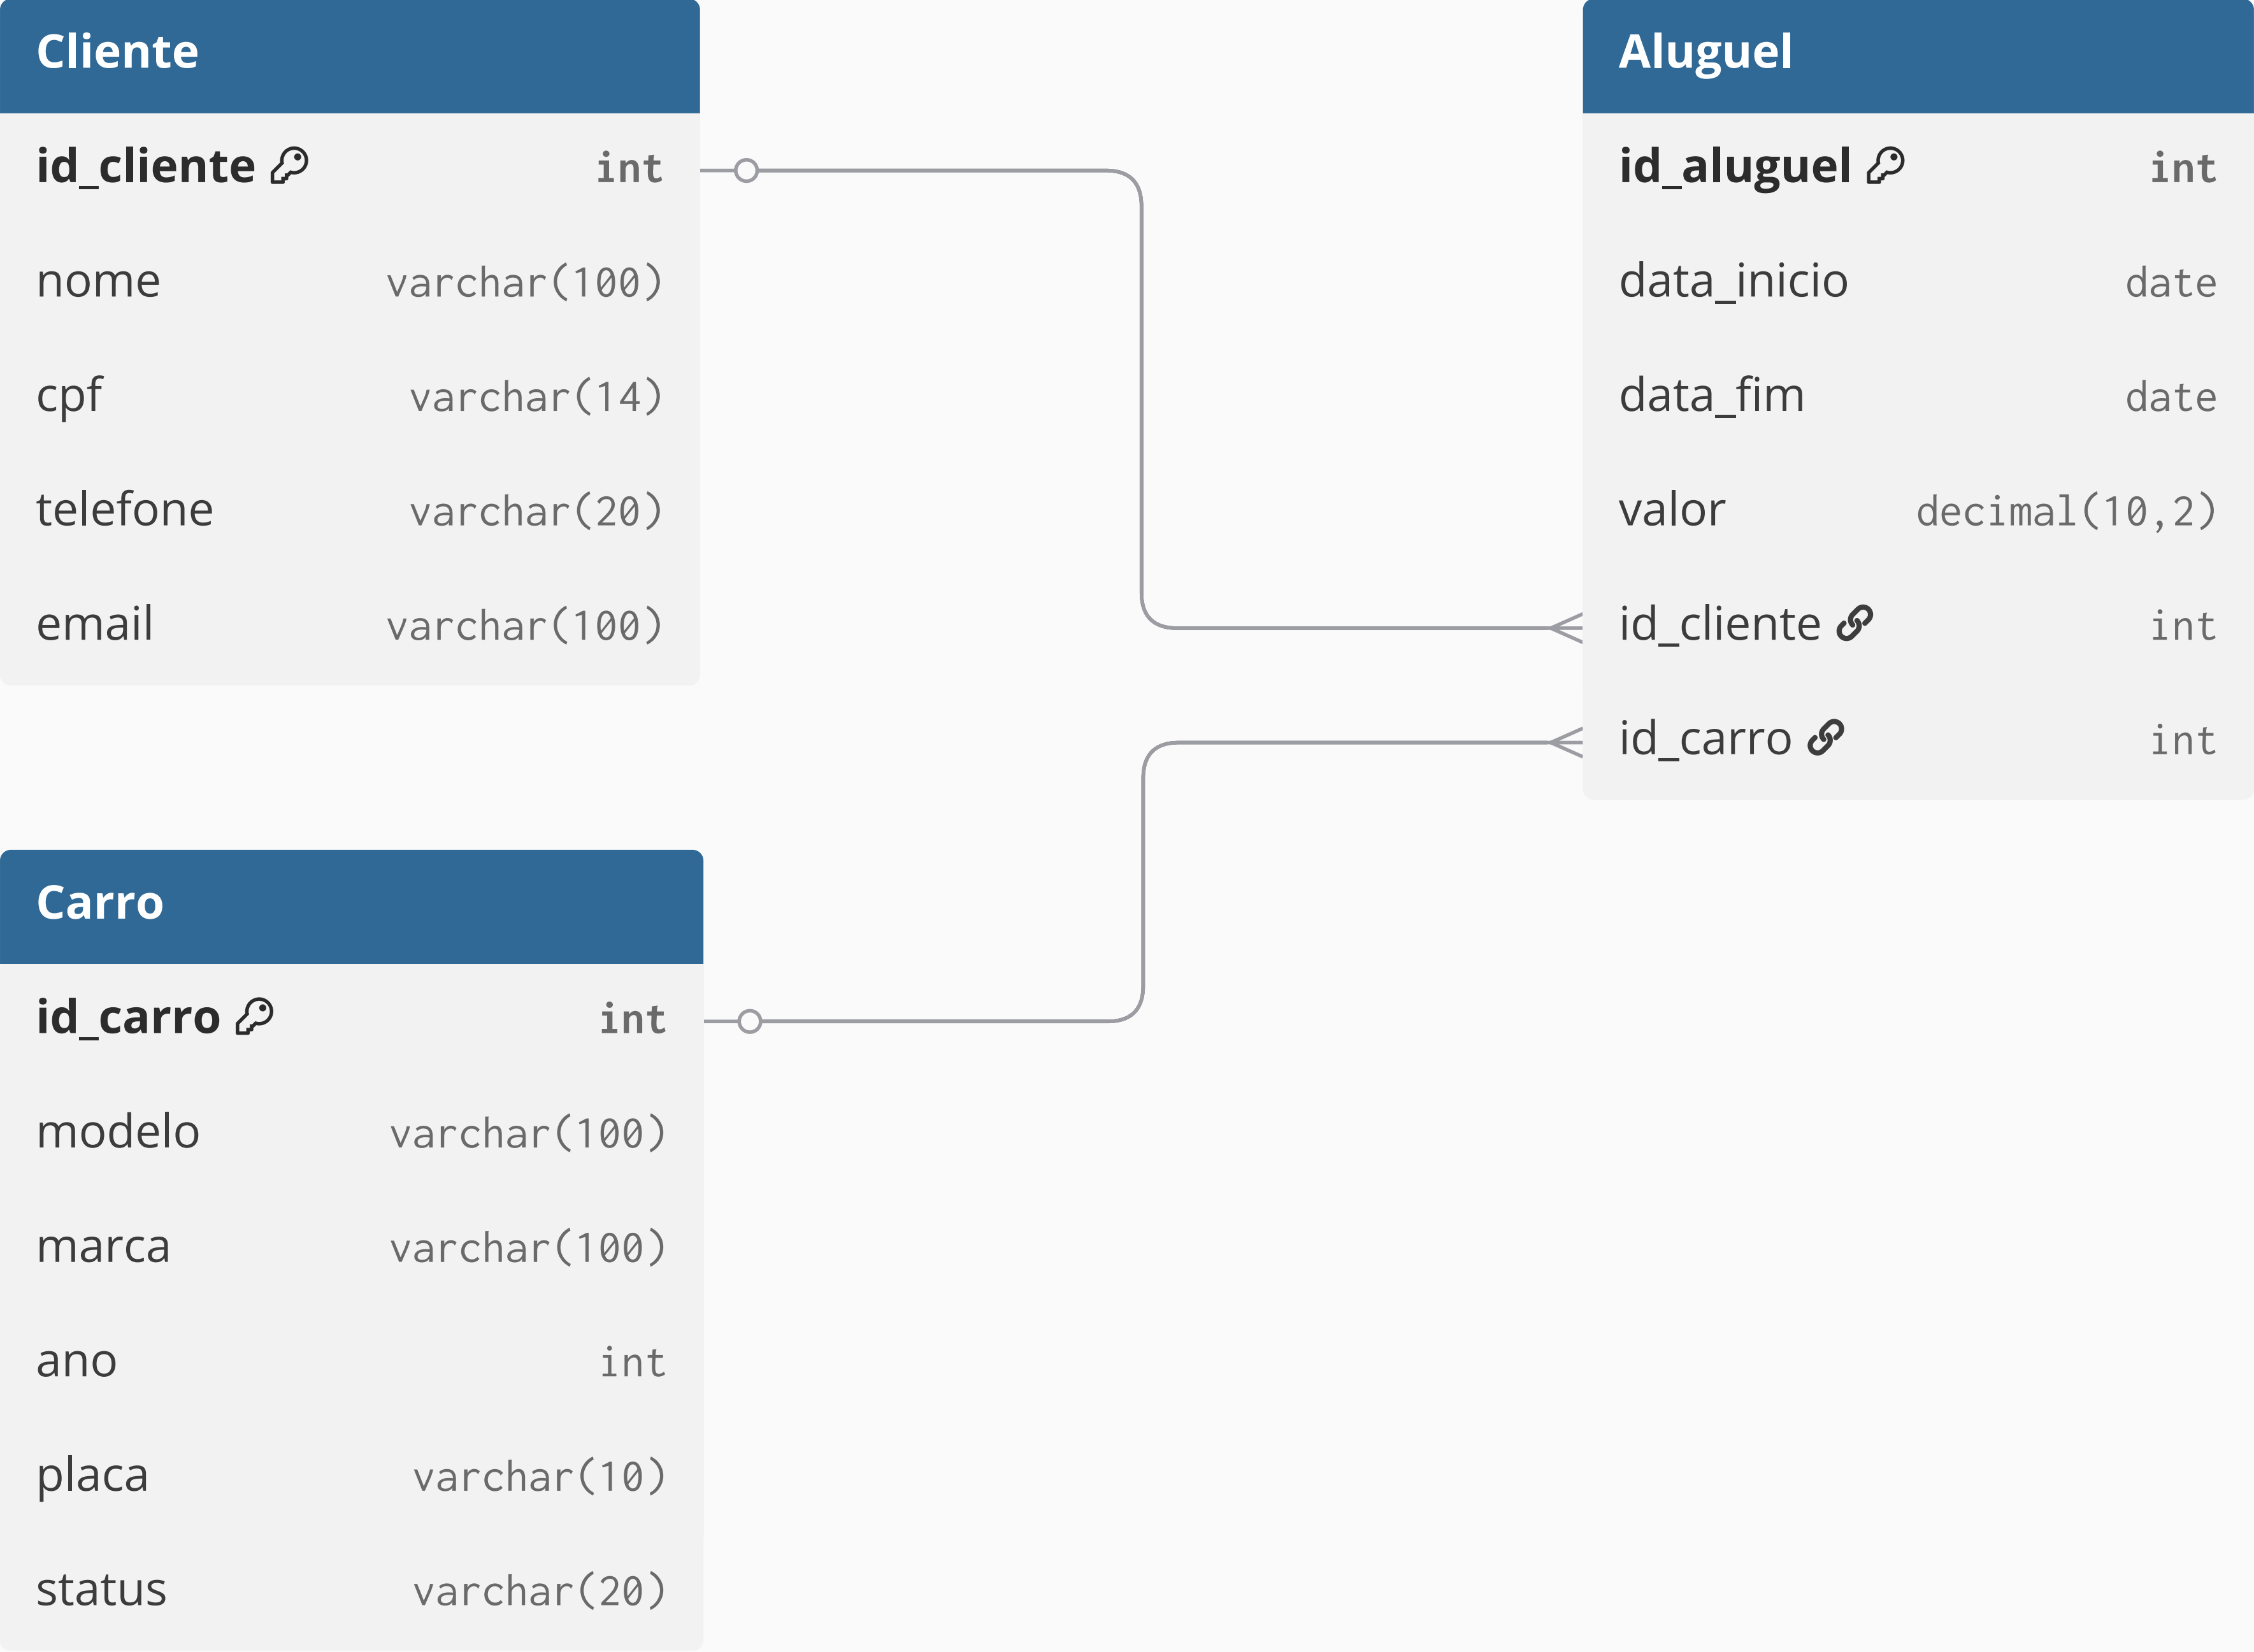 Cliente
id_cliente int
nome varchar(100)
cpf varchar(14)
telefone varchar(20)
email varchar(100)
Aluguel
id_aluguel int
data_inicio date
data_fim date
valor decimal(10,2)
id_cliente int
id_carro int
Carro
id_carro int
modelo varchar(100)
marca varchar(100)
ano int
placa varchar(10)
status varchar(20)